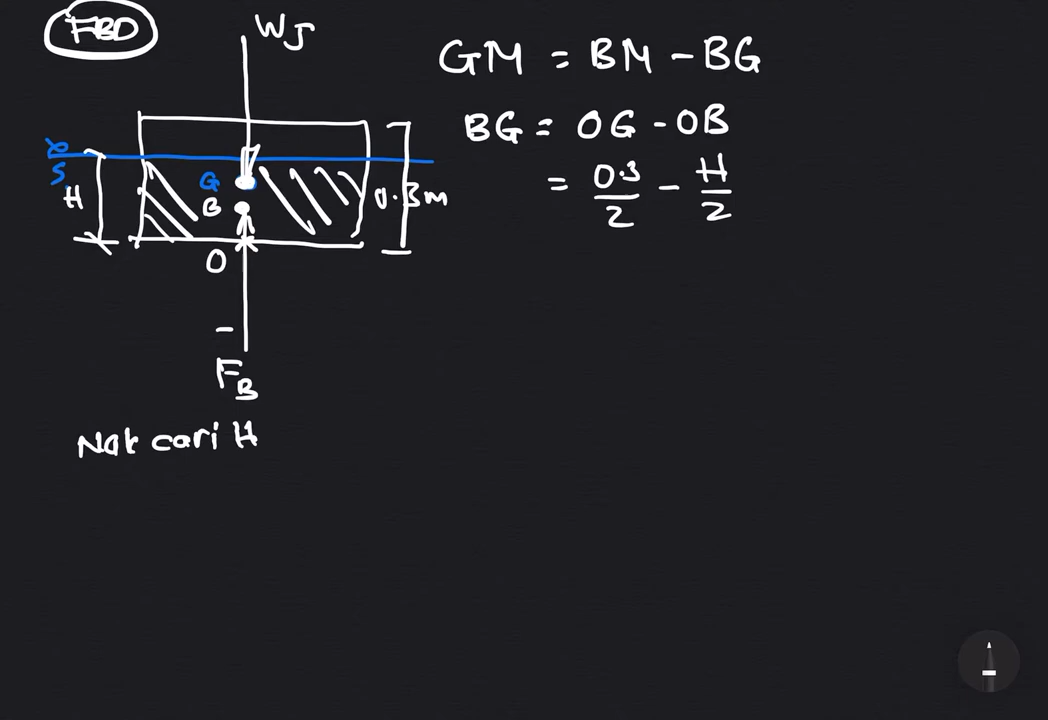 FBD
WJ
GM = BM - BG
BG = OG - OB
= 0.3/2 - H/2
H
G
B
0.3m
O
FB
Nak cari H